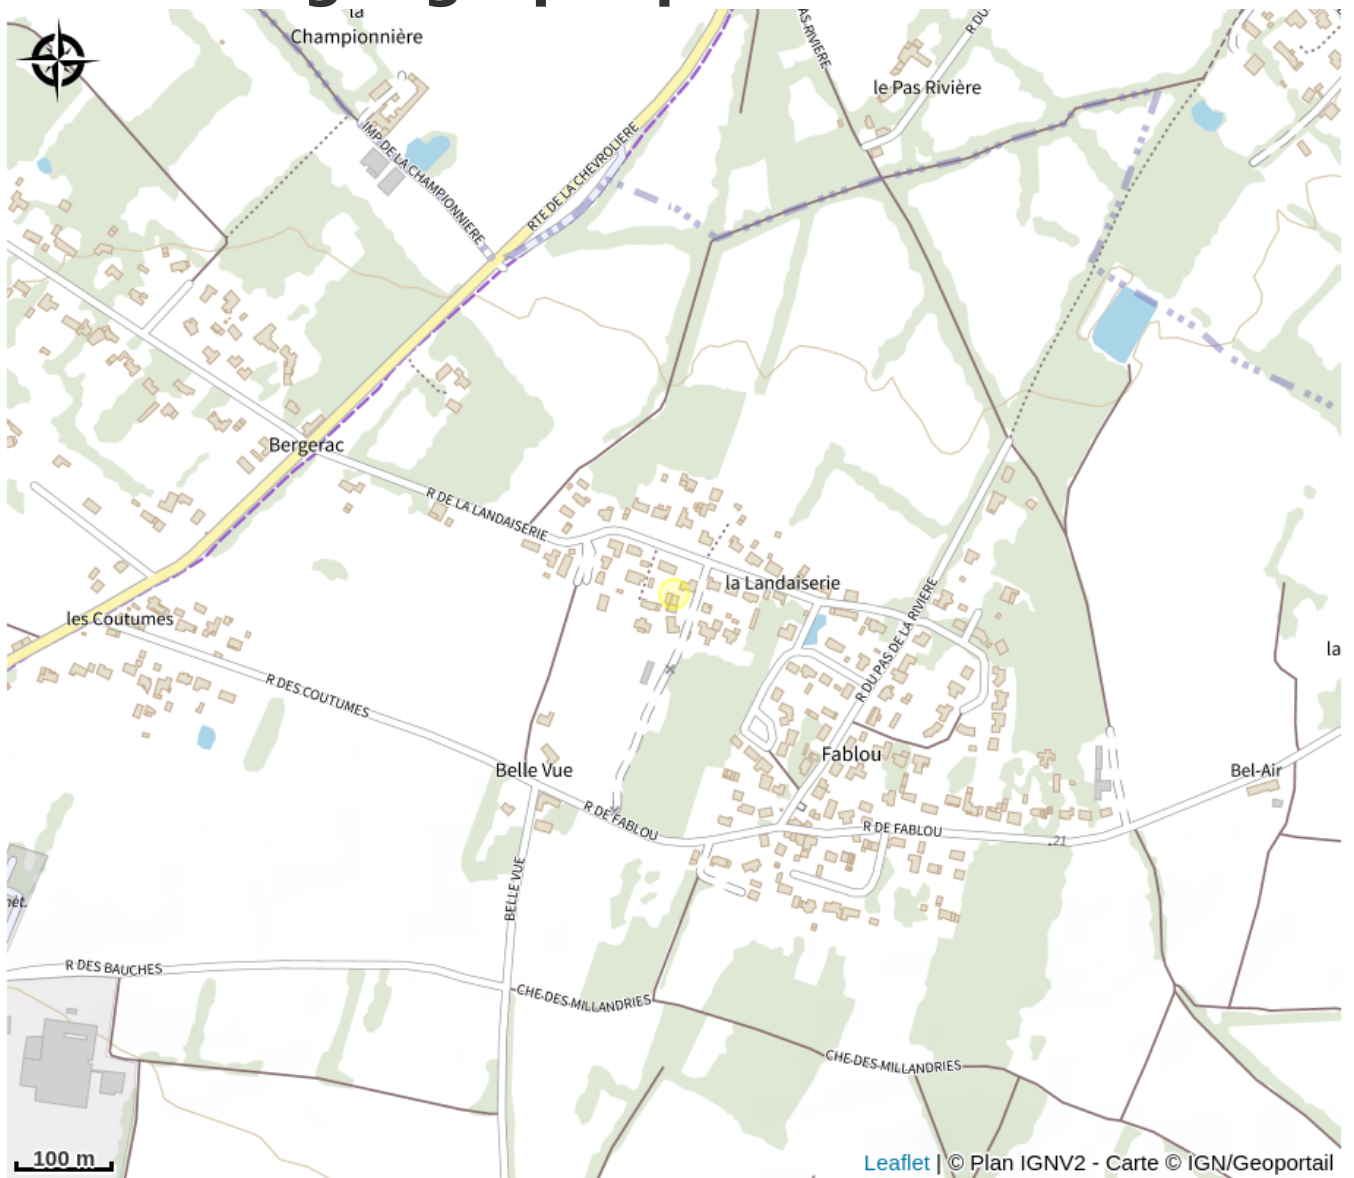 la
Championnière
le Pas Rivière
R DU
AS RIVIERE
IMP DE LA CHAMPIONNIERE
RTE DE LA CHEVROLIERE
Bergerac
R DE LA LANDAISERIE
la Landaiserie
les Coutumes
R DES COUTUMES
R DU PAS DE LA RIVIERE
la
Fablou
Belle Vue
Bel-Air
R DE FABLOU
R DE FABLOU
.21
BELLE VUE
nèt.
R DES BAUCHES
CHE DES MILLANDRIES
CHE DES MILLANDRIES
100 m
Leaflet | © Plan IGNV2 - Carte © IGN/Geoportail